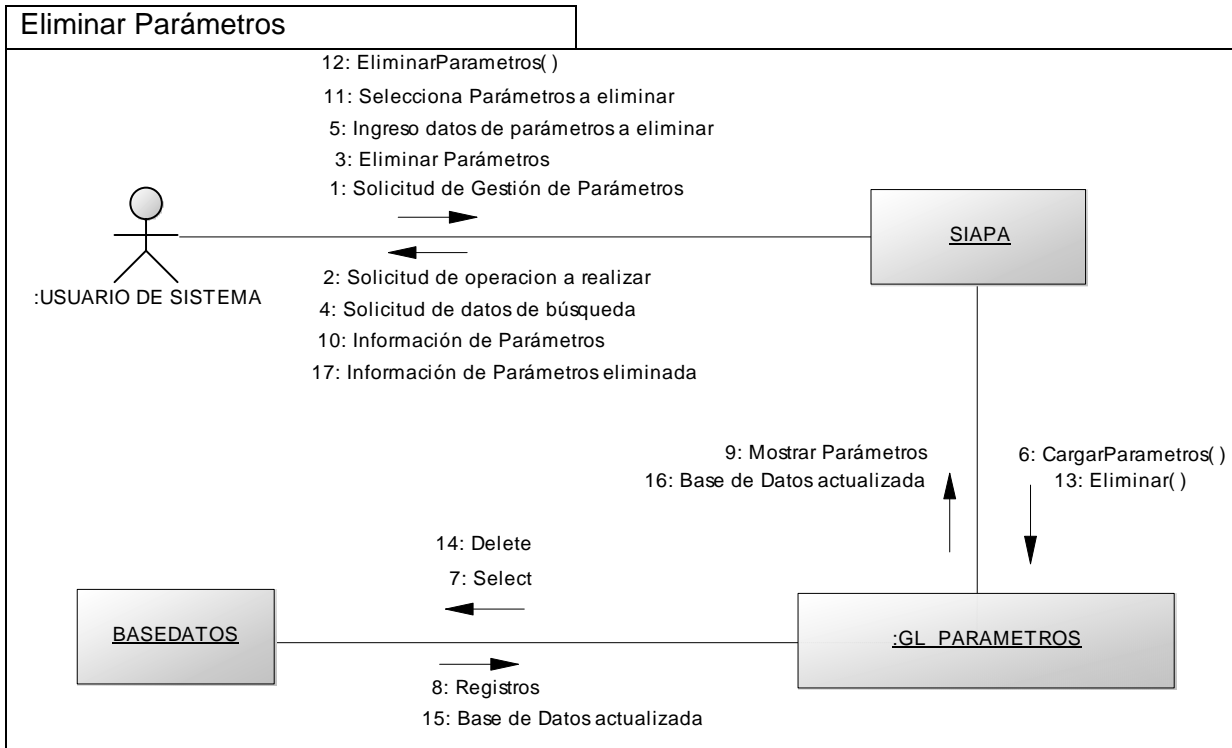 Eliminar Parámetros
12: EliminarParametros( )
11: Selecciona Parámetros a eliminar
5: Ingreso datos de parámetros a eliminar
3: Eliminar Parámetros
1: Solicitud de Gestión de Parámetros
SIAPA
:USUARIO DE SISTEMA
2: Solicitud de operacion a realizar
4: Solicitud de datos de búsqueda
10: Información de Parámetros
17: Información de Parámetros eliminada
9: Mostrar Parámetros
16: Base de Datos actualizada
6: CargarParametros( )
13: Eliminar( )
14: Delete
7: Select
BASEDATOS
:GL_PARAMETROS
8: Registros
15: Base de Datos actualizada